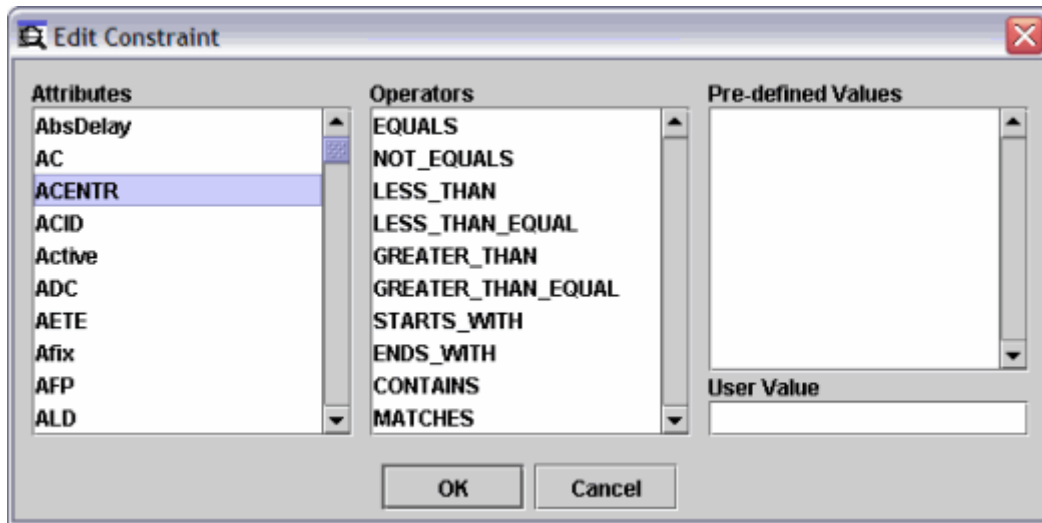 Edit Constraint
Attributes
AbsDelay
AC
ACENTR
ACID
Active
ADC
AETE
Afix
AFP
ALD
Operators
EQUALS
NOT_EQUALS
LESS_THAN
LESS_THAN_EQUAL
GREATER_THAN
GREATER_THAN_EQUAL
STARTS_WITH
ENDS_WITH
CONTAINS
MATCHES
Pre-defined Values
User Value
OK
Cancel